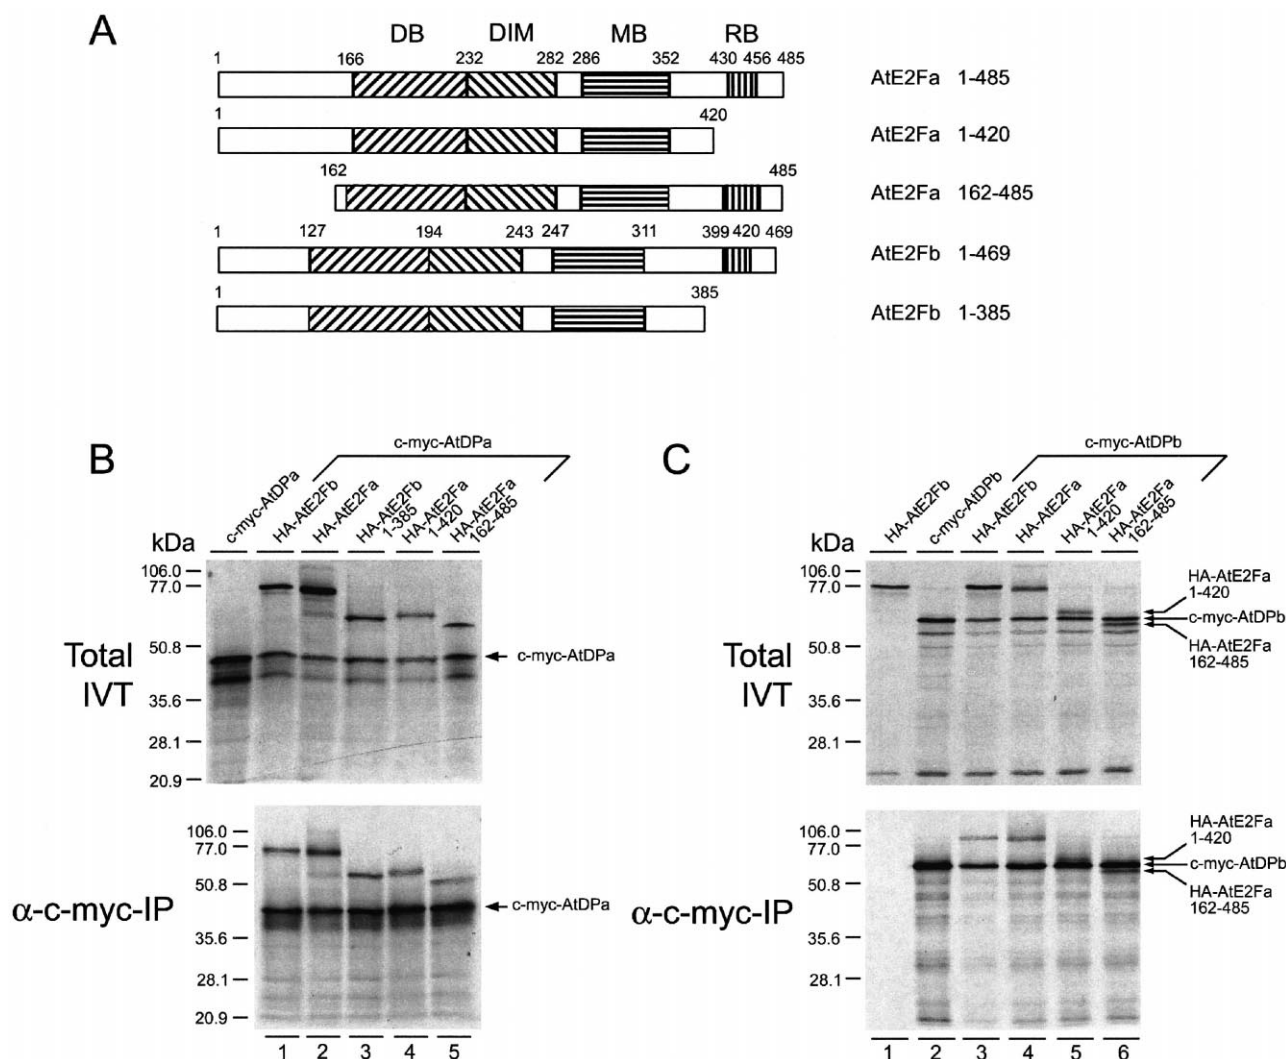 A
DB DIM MB RB
1 166 232 282 286 352 430 456 485
AtE2Fa 1-485
1 420
AtE2Fa 1-420
162 485
AtE2Fa 162-485
1 127 194 243 247 311 399 420 469
AtE2Fb 1-469
1 385
AtE2Fb 1-385
B
c-myc-AtDPa
c-myc-AtDPa
HA-AtE2Fb
HA-AtE2Fa
HA-AtE2Fb
1-385
HA-AtE2Fa
1-420
HA-AtE2Fa
162-485
kDa
106.0
77.0
50.8
35.6
28.1
20.9
Total
IVT
c-myc-AtDPa
106.0
77.0
50.8
35.6
28.1
20.9
α-c-myc-IP
c-myc-AtDPa
1 2 3 4 5
C
c-myc-AtDPb
HA-AtE2Fb
c-myc-AtDPb
HA-AtE2Fb
HA-AtE2Fa
HA-AtE2Fa
1-420
HA-AtE2Fa
162-485
kDa
106.0
77.0
50.8
35.6
28.1
Total
IVT
HA-AtE2Fa
1-420
c-myc-AtDPb
HA-AtE2Fa
162-485
106.0
77.0
50.8
35.6
28.1
α-c-myc-IP
HA-AtE2Fa
1-420
c-myc-AtDPb
HA-AtE2Fa
162-485
1 2 3 4 5 6